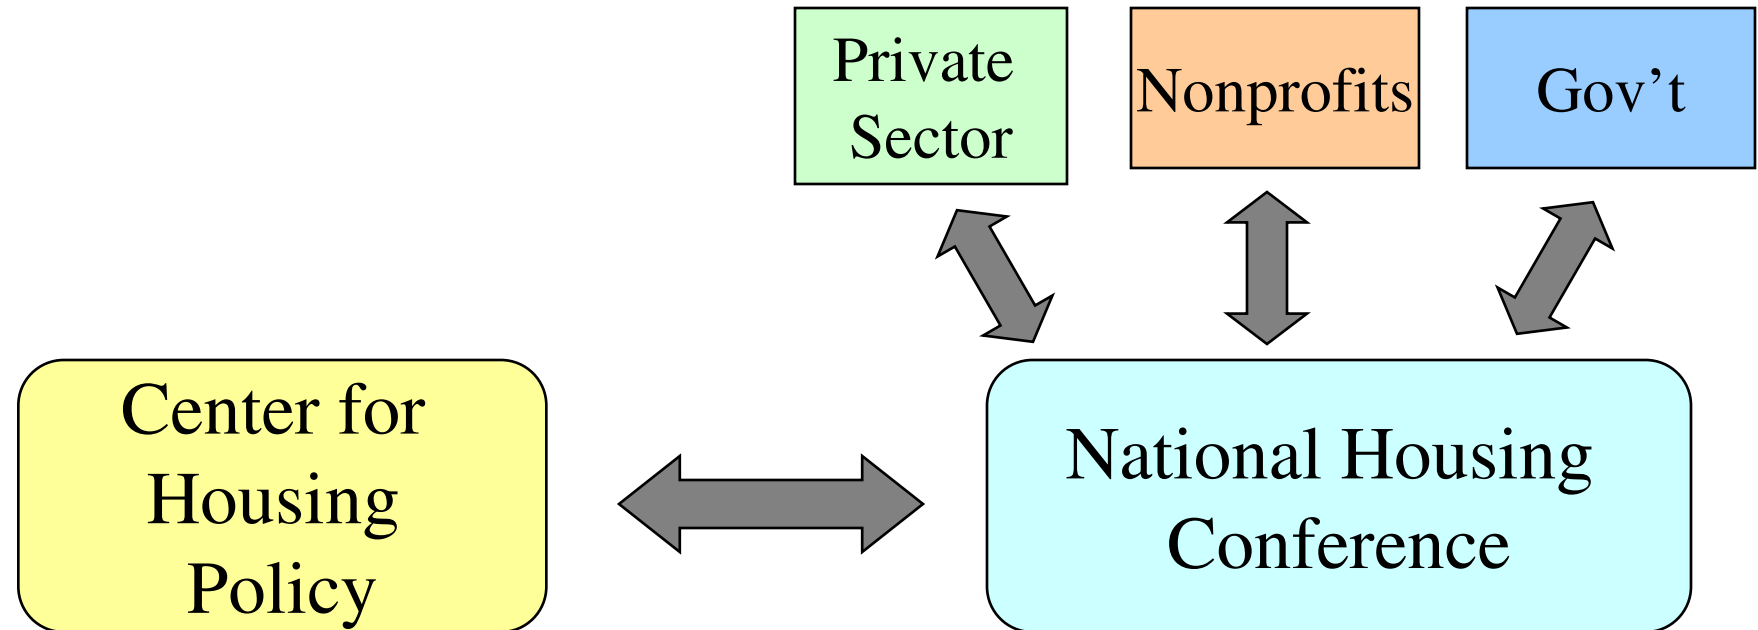 Private
Sector
Nonprofits
Gov’t
Center for
Housing
Policy
National Housing
Conference